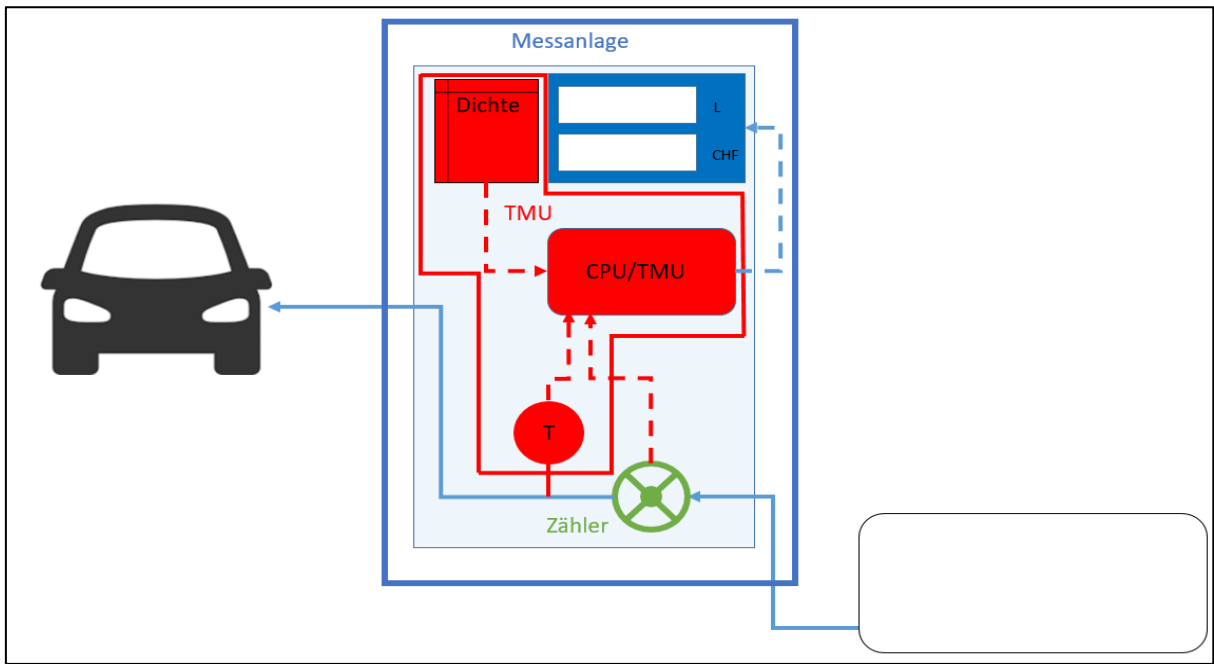 Messanlage
Dichte
L
CHF
TMU
CPU/TMU
T
Zähler